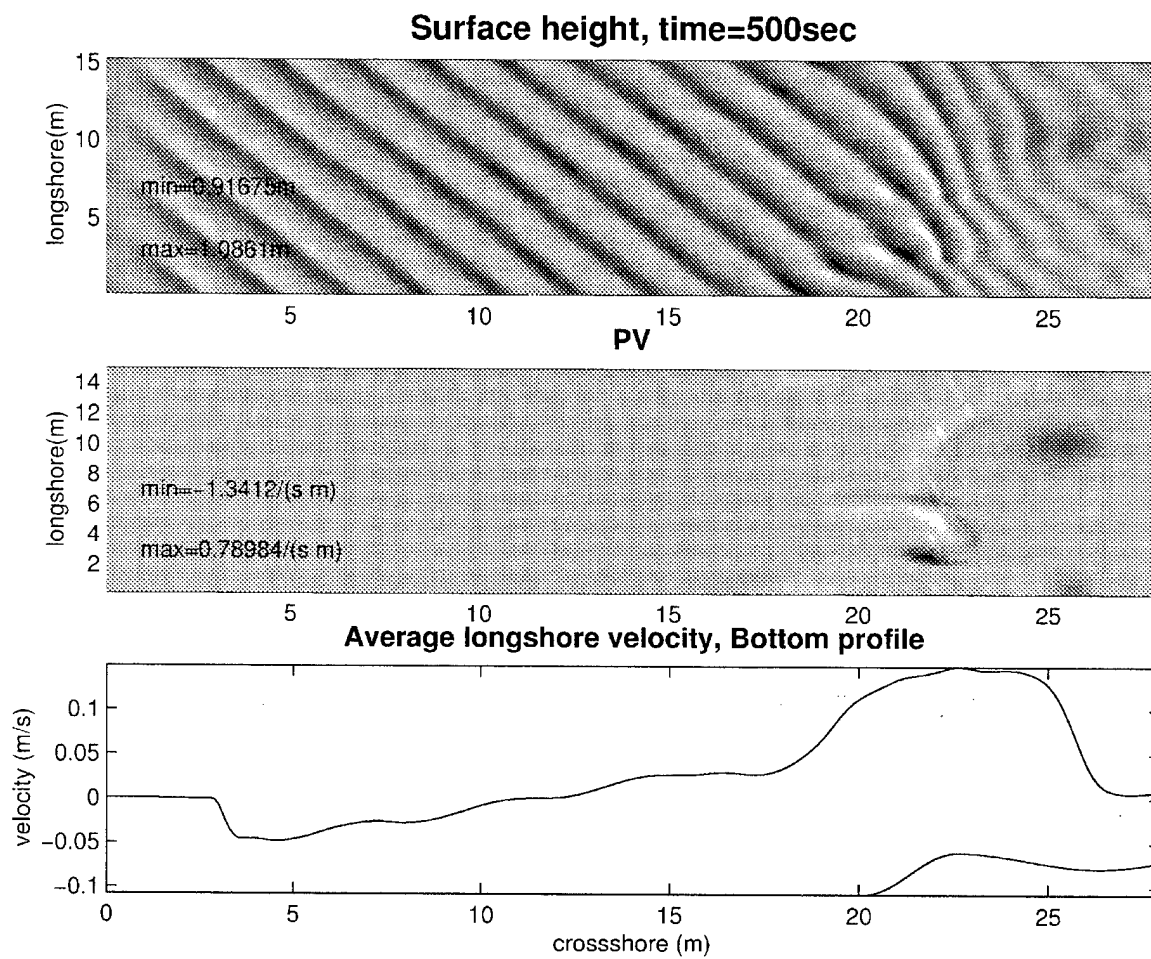 Surface height, time=500sec
15
10
5
longshore(m)
min=0.91675m
max=1.0861m
5 10 15 20 25
PV
14
12
10
8
6
4
2
longshore(m)
min=-1.3412/(s m)
max=0.78984/(s m)
5 10 15 20 25
Average longshore velocity, Bottom profile
0.1
0.05
0
-0.05
-0.1
velocity (m/s)
0 5 10 15 20 25
crossshore (m)